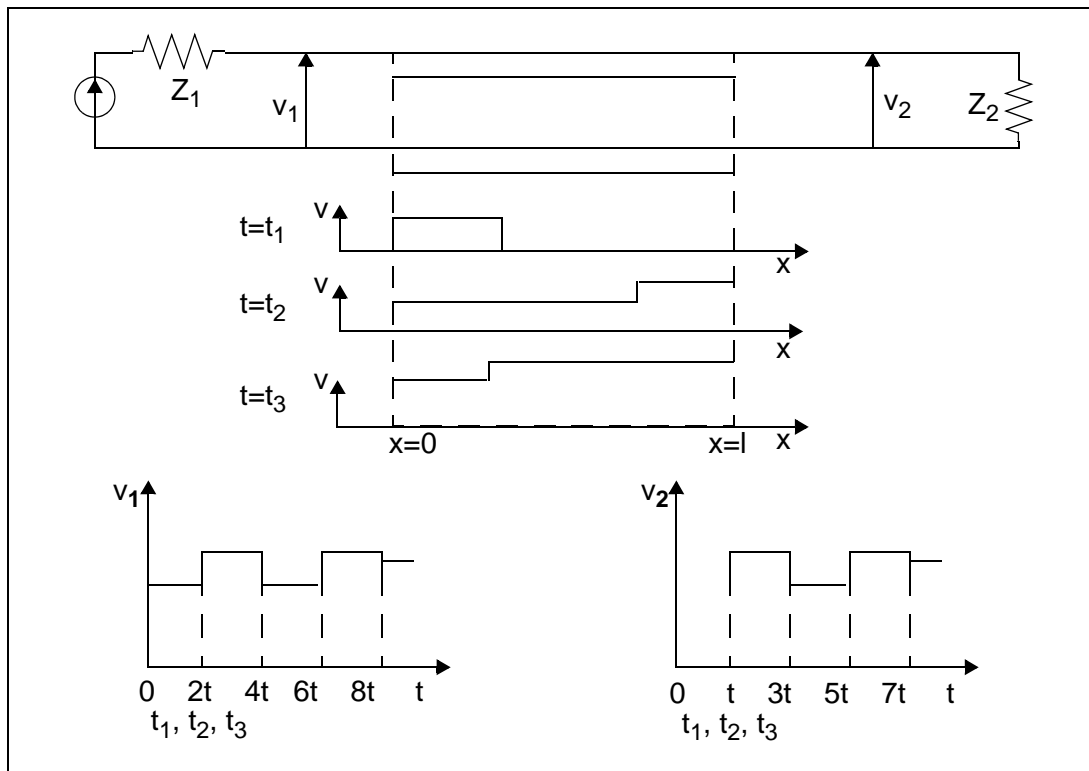 Z1
v1
v2
Z2
t=t1
v
x
t=t2
v
x
t=t3
v
x
x=0
x=l
v1
v2
0 2t 4t 6t 8t t
t1, t2, t3
0 t 3t 5t 7t t
t1, t2, t3